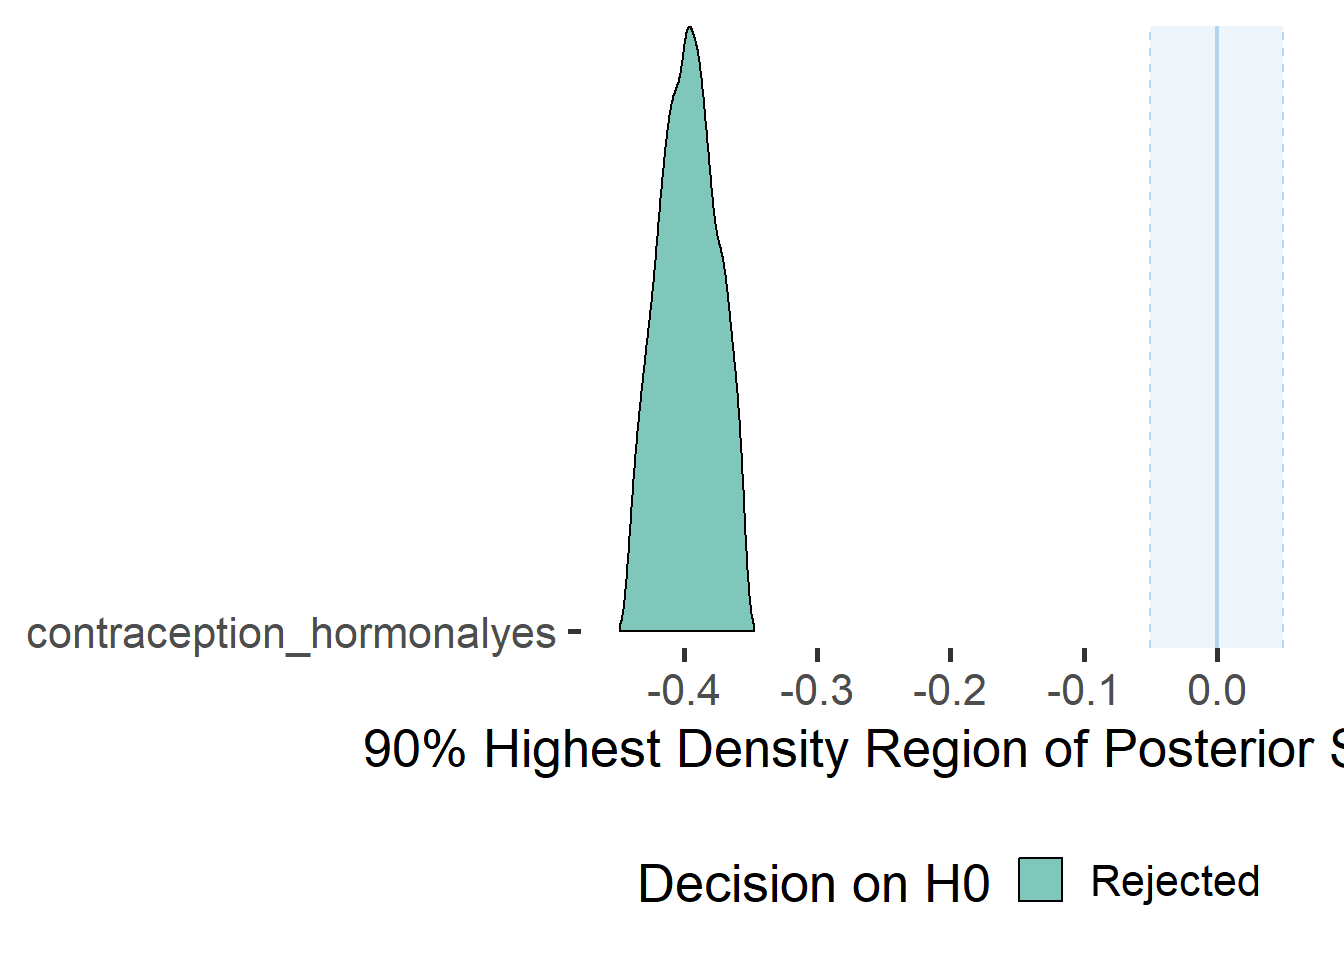 contraception_hormonalyes
-0.4 -0.3 -0.2 -0.1 0.0
90% Highest Density Region of Posterior S
Decision on H0 Rejected